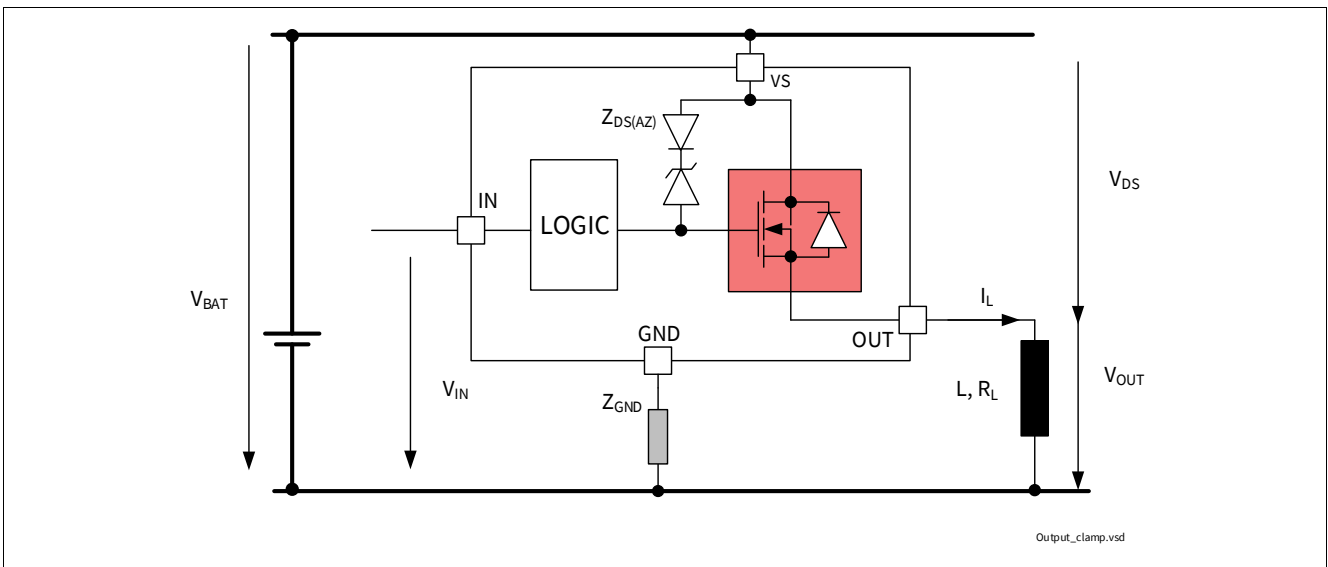 VS
Z_DS(AZ)
V_DS
IN
LOGIC
V_BAT
I_L
GND
OUT
V_IN
V_OUT
Z_GND
L, R_L
Output_clamp.vsd